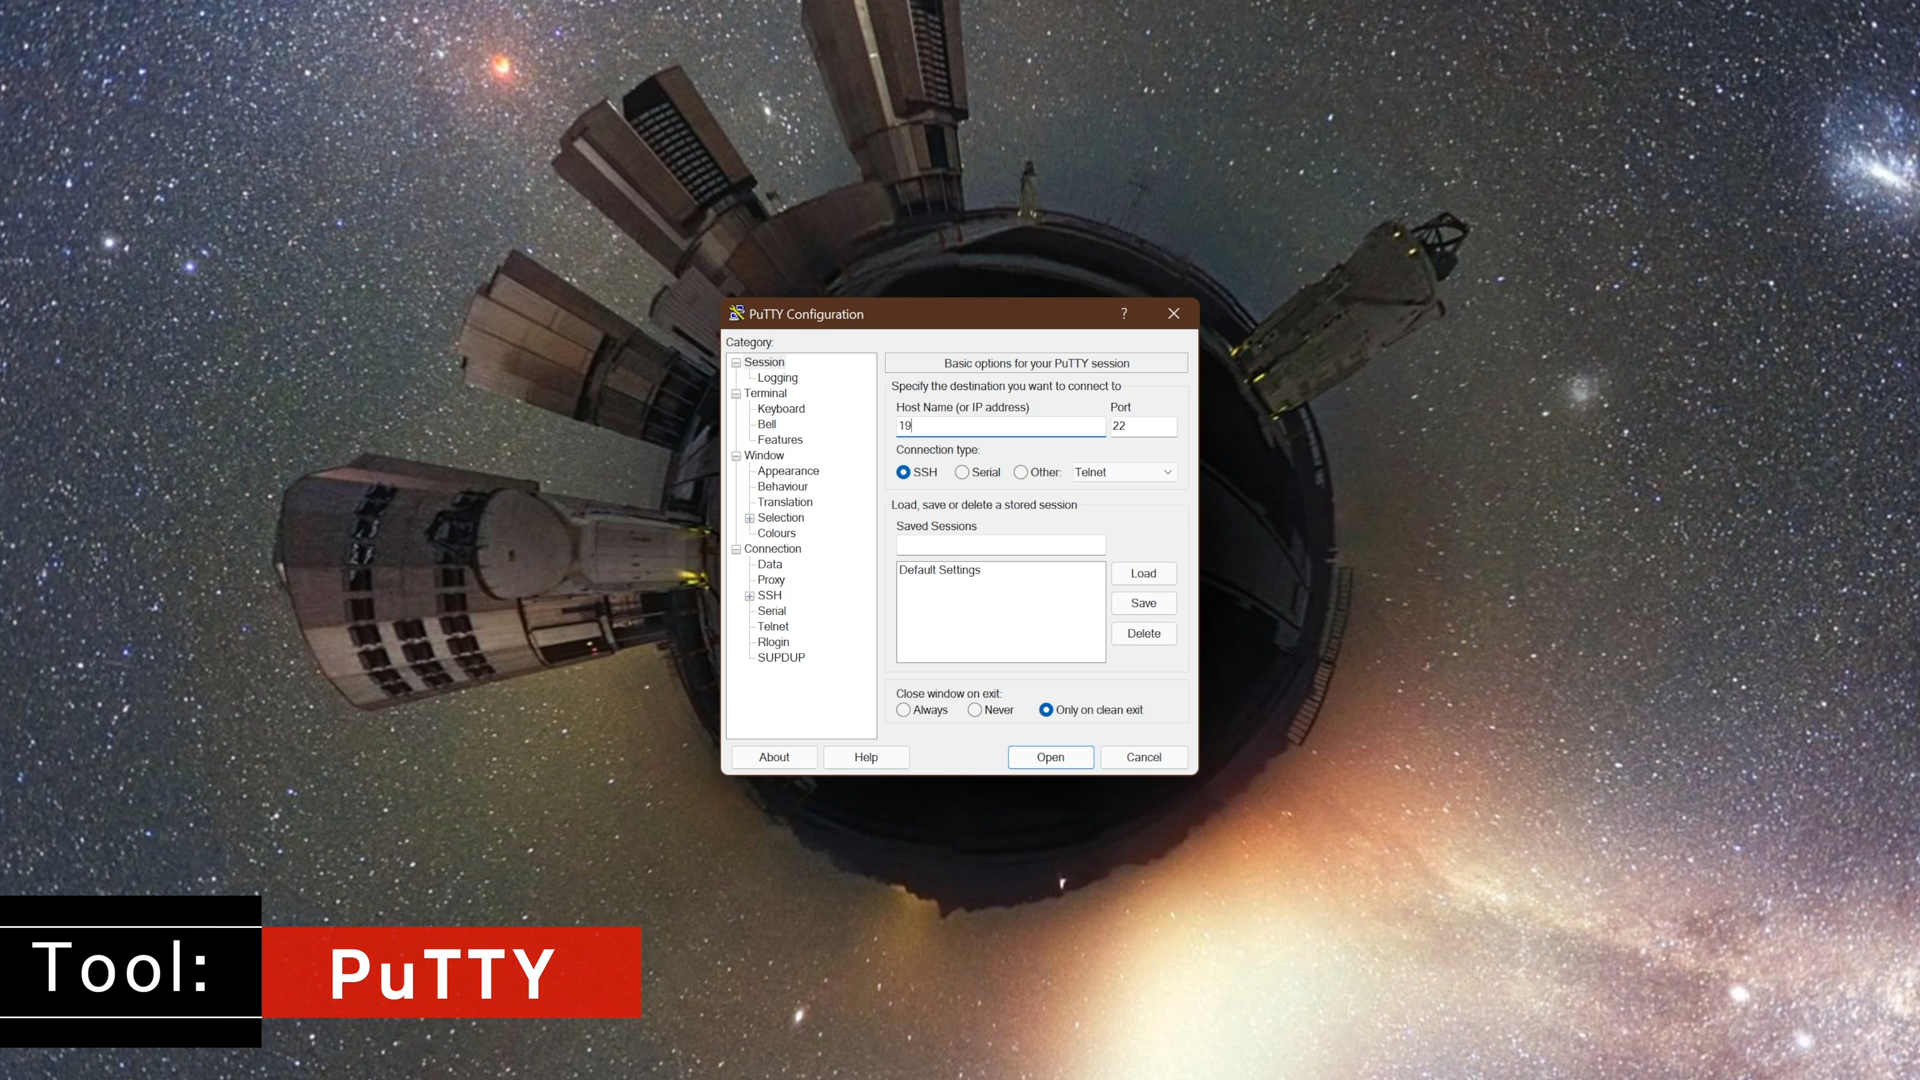 PuTTY Configuration
?
Category:
Session
Logging
Terminal
Keyboard
Bell
Features
Window
Appearance
Behaviour
Translation
Selection
Colours
Connection
Data
Proxy
SSH
Serial
Telnet
Rlogin
SUPDUP
Basic options for your PuTTY session
Specify the destination you want to connect to
Host Name (or IP address) Port
19 22
Connection type:
SSH Serial Other: Telnet
Load, save or delete a stored session
Saved Sessions
Default Settings
Load
Save
Delete
Close window on exit:
Always Never Only on clean exit
About Help Open Cancel
Tool: PuTTY